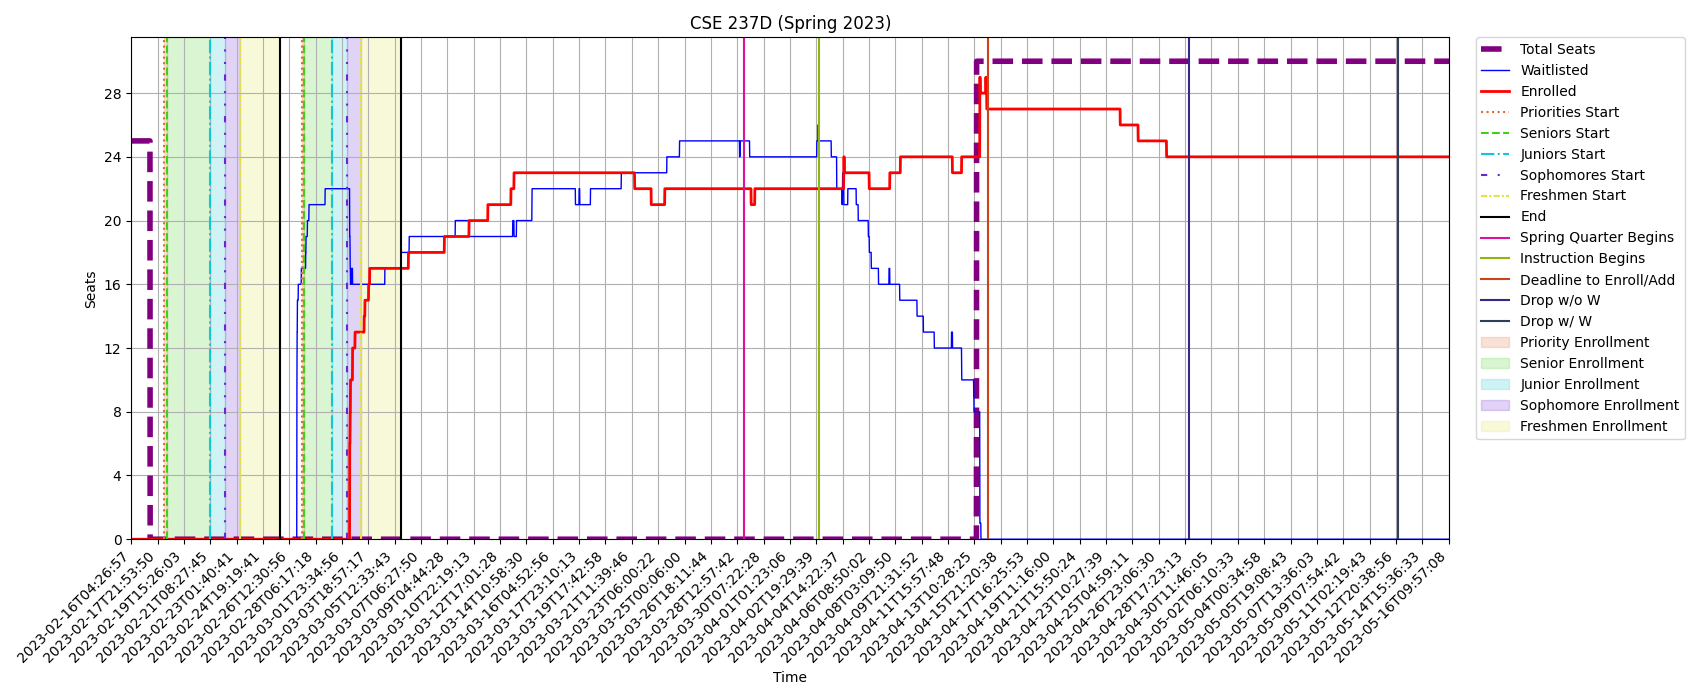 CSE 237D (Spring 2023)
Seats
28
24
20
16
12
8
4
0
2023-02-16T04:26:57
2023-02-17T21:53:50
2023-02-19T15:26:03
2023-02-21T08:27:45
2023-02-23T01:40:41
2023-02-24T19:19:41
2023-02-26T12:30:56
2023-02-28T06:17:18
2023-03-01T23:34:56
2023-03-03T18:57:17
2023-03-05T12:33:43
2023-03-07T06:27:50
2023-03-09T04:44:28
2023-03-10T22:19:13
2023-03-12T17:01:28
2023-03-14T10:58:30
2023-03-16T04:52:56
2023-03-17T23:10:13
2023-03-19T17:42:58
2023-03-21T11:39:46
2023-03-23T06:00:22
2023-03-25T00:06:00
2023-03-26T18:11:44
2023-03-28T12:57:42
2023-03-30T07:22:28
2023-04-01T01:23:06
2023-04-02T19:29:39
2023-04-04T14:22:37
2023-04-06T08:50:02
2023-04-08T03:09:50
2023-04-09T21:31:52
2023-04-11T15:57:48
2023-04-13T10:28:25
2023-04-15T21:20:38
2023-04-17T16:25:53
2023-04-19T11:16:00
2023-04-21T15:50:24
2023-04-23T10:27:39
2023-04-25T04:59:11
2023-04-26T23:06:30
2023-04-28T17:23:13
2023-04-30T11:46:05
2023-05-02T06:10:33
2023-05-04T00:34:58
2023-05-05T19:08:43
2023-05-07T13:36:03
2023-05-09T07:54:42
2023-05-11T02:19:43
2023-05-12T20:38:56
2023-05-14T15:36:33
2023-05-16T09:57:08
Time
Total Seats
Waitlisted
Enrolled
Priorities Start
Seniors Start
Juniors Start
Sophomores Start
Freshmen Start
End
Spring Quarter Begins
Instruction Begins
Deadline to Enroll/Add
Drop w/o W
Drop w/ W
Priority Enrollment
Senior Enrollment
Junior Enrollment
Sophomore Enrollment
Freshmen Enrollment